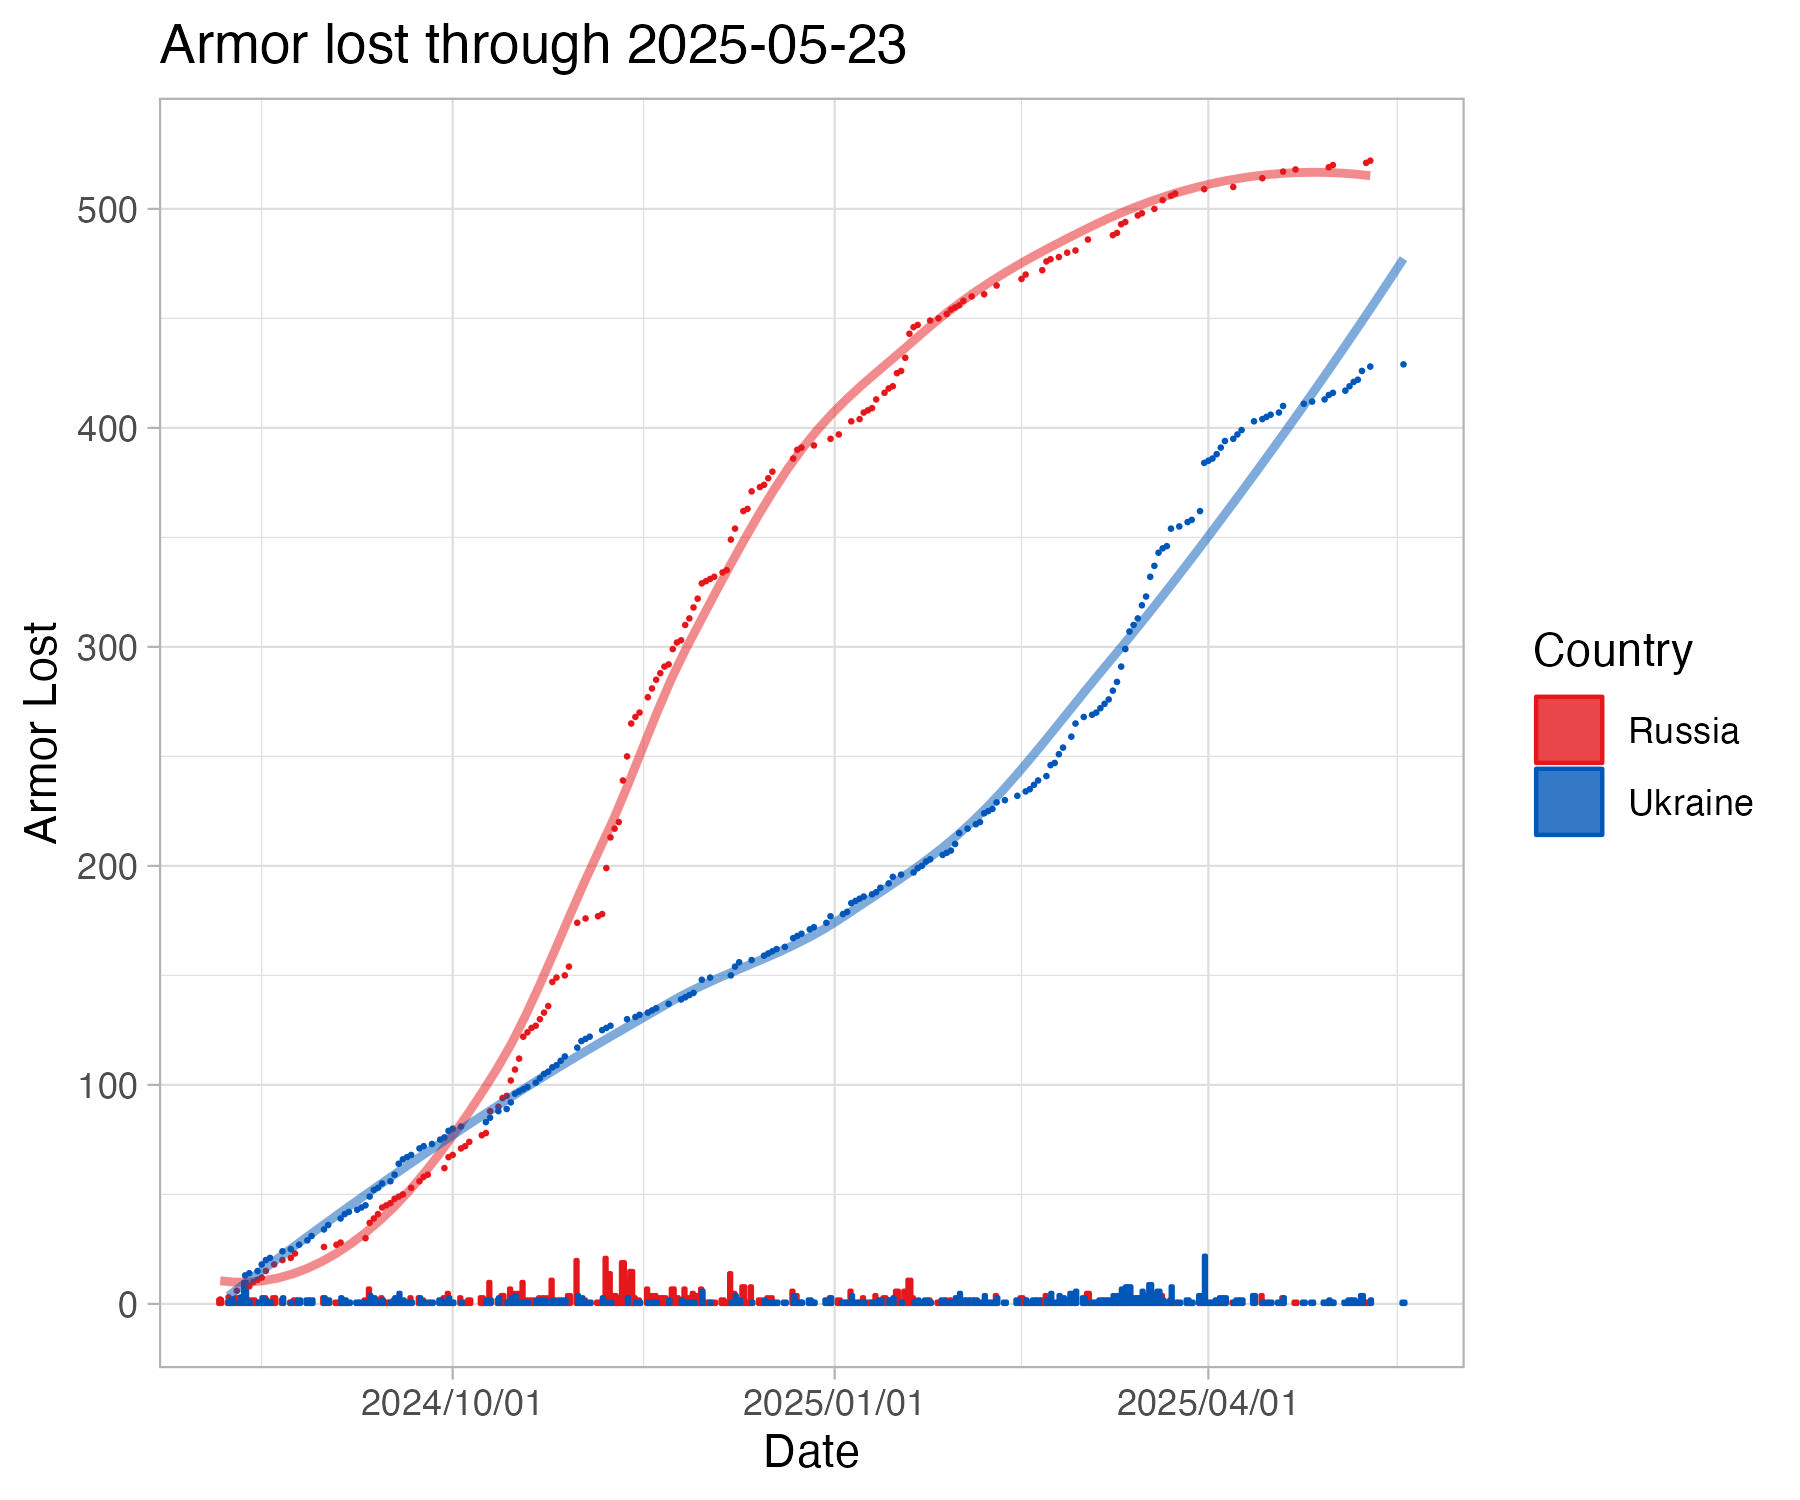 Armor lost through 2025-05-23
Armor Lost
500
400
300
200
100
0
2024/10/01
2025/01/01
2025/04/01
Date
Country
Russia
Ukraine